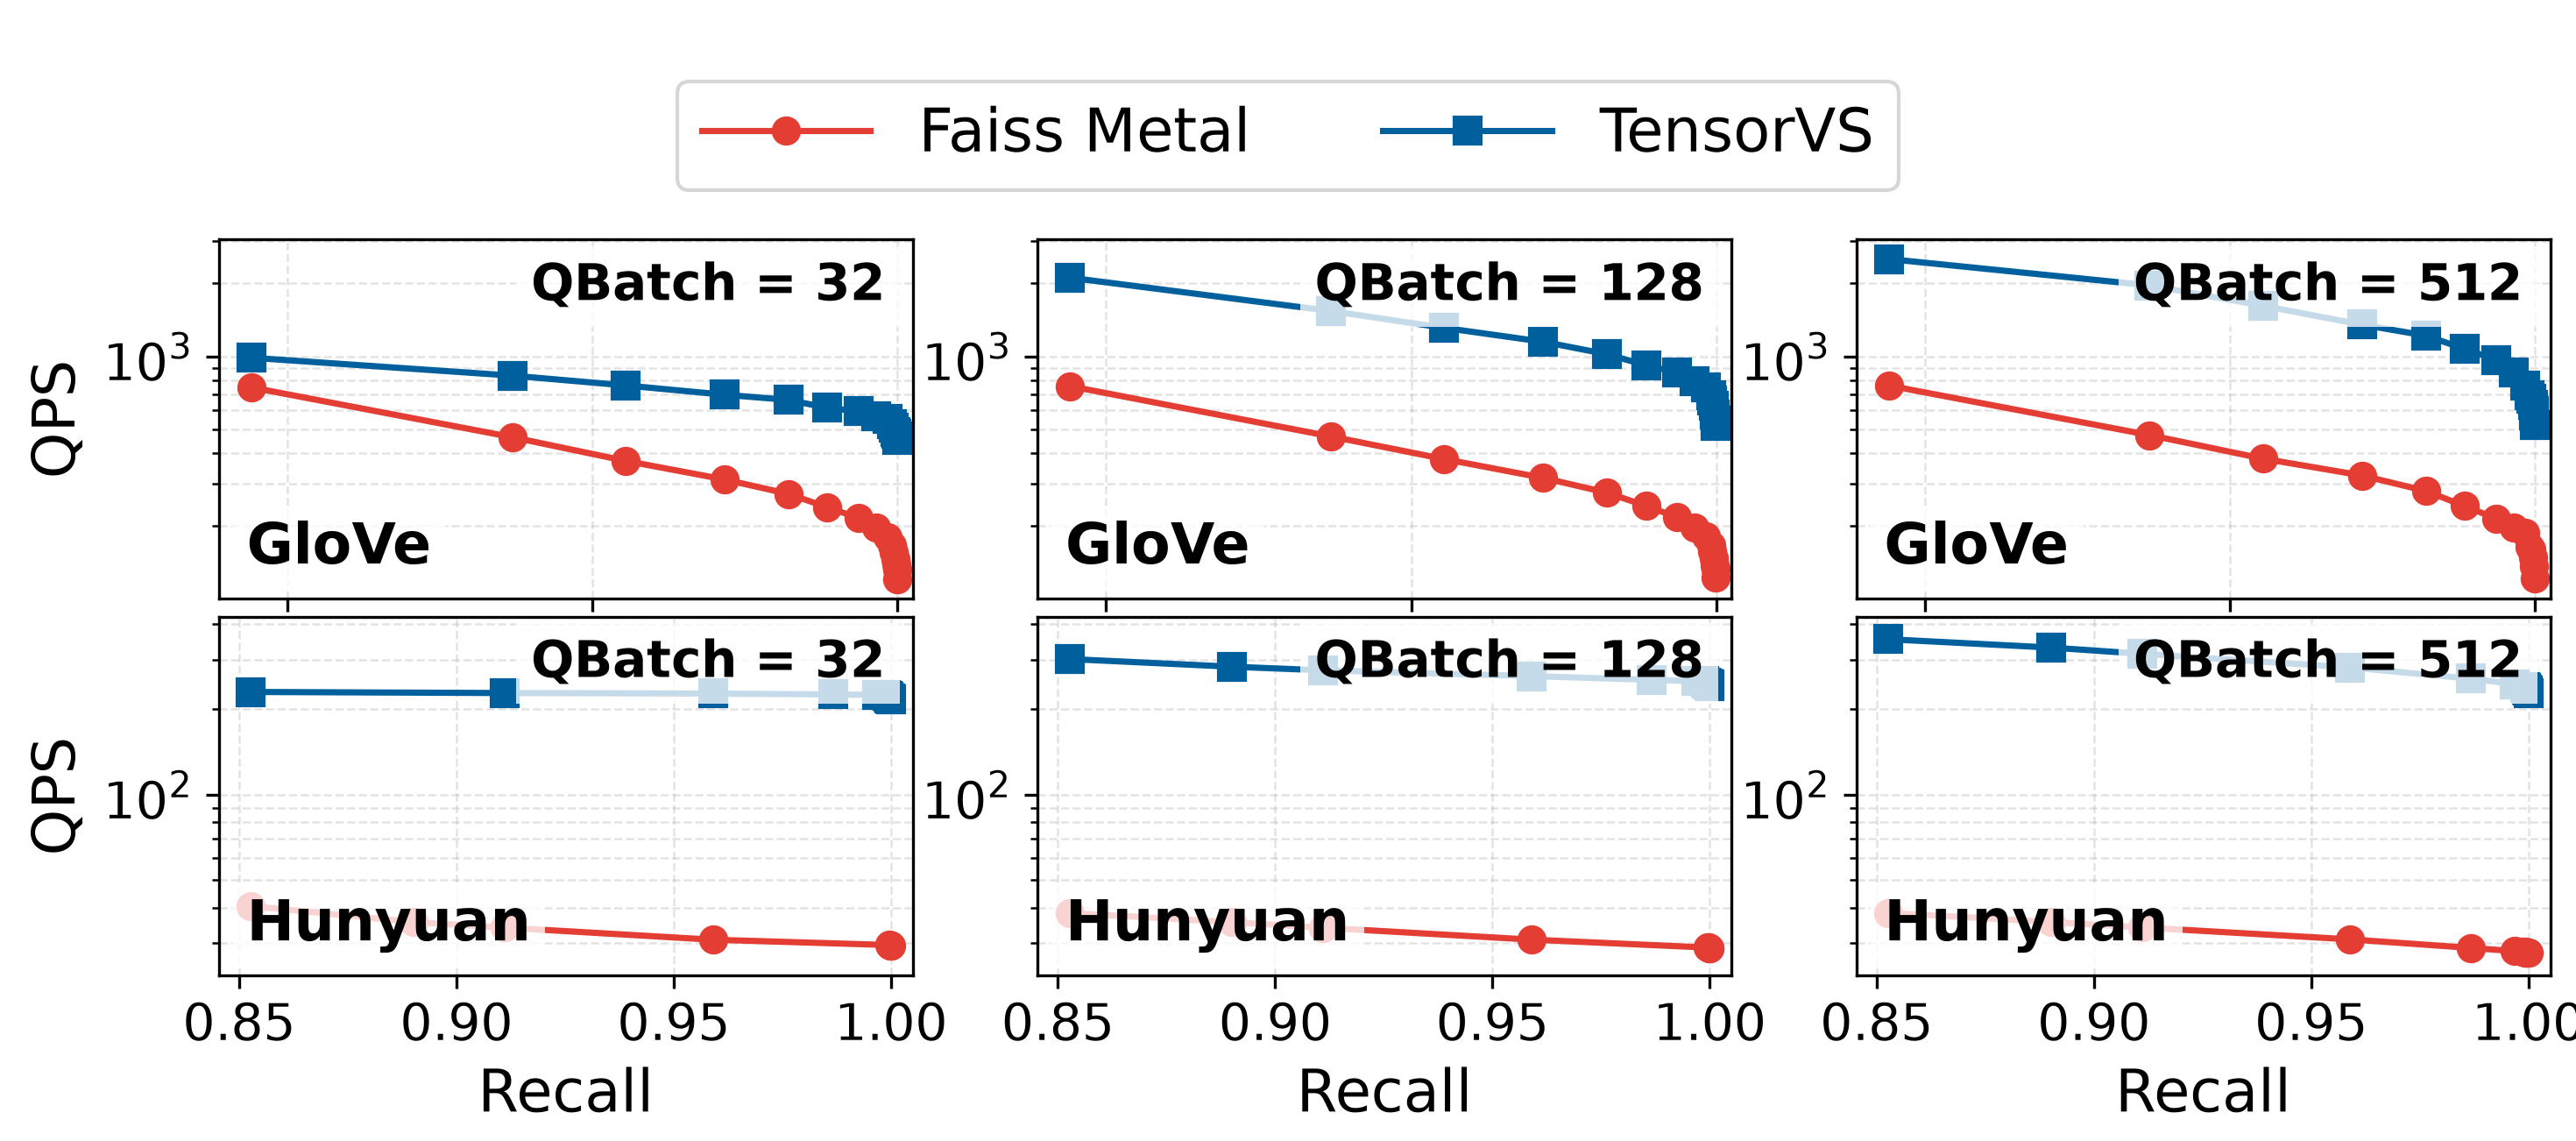 Faiss Metal TensorVS
QPS
10³ 10³ 10³
QBatch = 32 QBatch = 128 QBatch = 512
GloVe GloVe GloVe
QPS
10² 10² 10²
QBatch = 32 QBatch = 128 QBatch = 512
Hunyuan Hunyuan Hunyuan
0.85 0.90 0.95 1.00 0.85 0.90 0.95 1.00 0.85 0.90 0.95 1.00
Recall Recall Recall